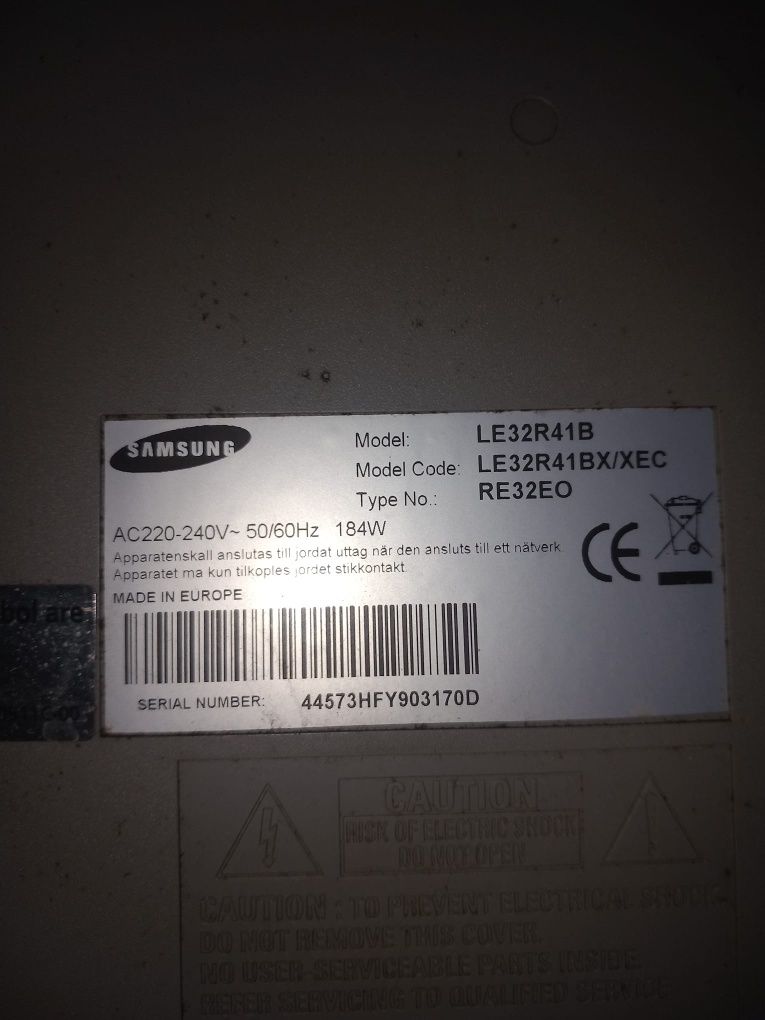 SAMSUNG
Model: LE32R41B
Model Code: LE32R41BX/XEC
Type No.: RE32EO
AC220-240V~ 50/60Hz 184W
Apparatenskall anslutas till jordat uttag når den ansluts till ett nätverk.
Apparatet ma kun tilkoples jordet stikkontakt.
MADE IN EUROPE
CE
SERIAL NUMBER: 44573HFY903170D
bol are
CAUTION
RISK OF ELECTRIC SHOCK
DO NOT OPEN
CAUTION : TO PREVENT ELECTRICAL SHOCK
DO NOT REMOVE THIS COVER.
NO USER-SERVICEABLE PARTS INSIDE.
REFER SERVICING TO QUALIFIED SERVICE